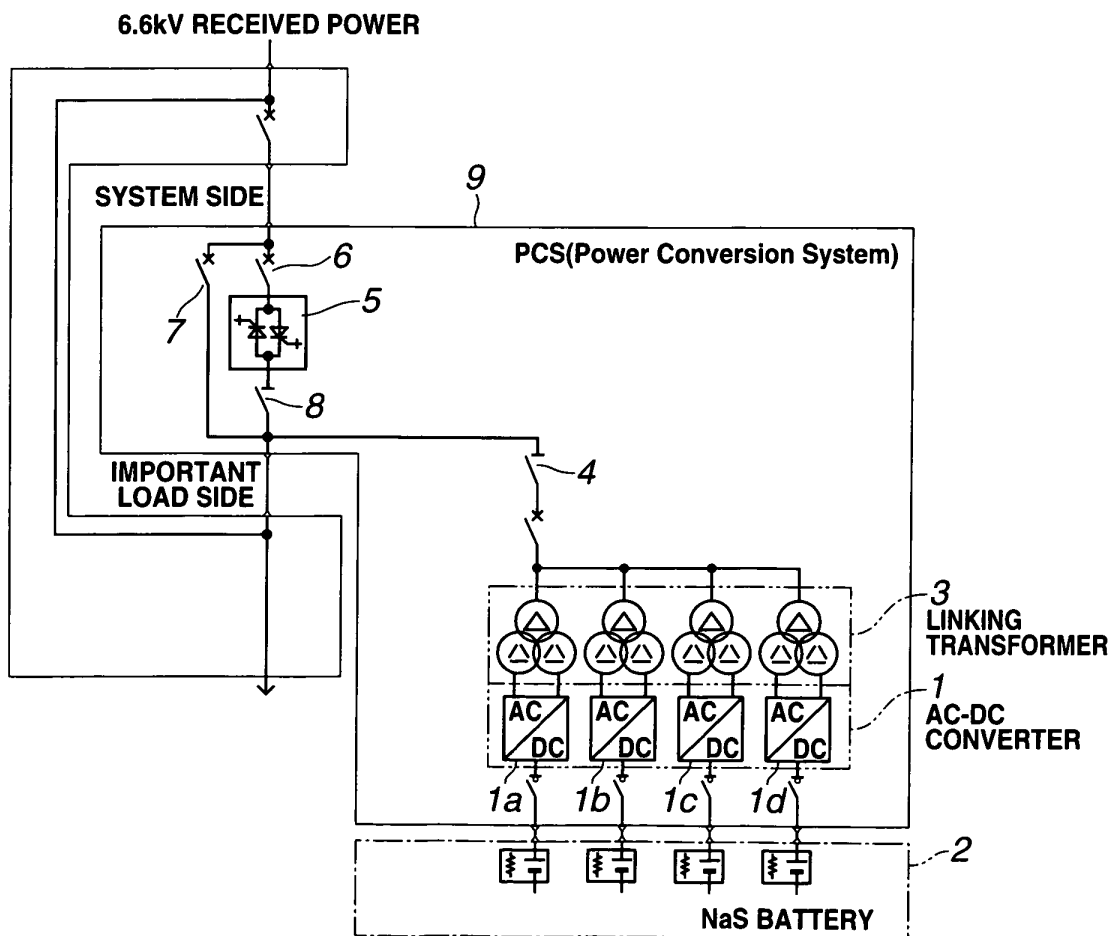 6.6kV RECEIVED POWER
SYSTEM SIDE
9
PCS(Power Conversion System)
6
5
7
8
IMPORTANT
LOAD SIDE
4
3
LINKING
TRANSFORMER
1
AC-DC
CONVERTER
AC
DC
AC
DC
AC
DC
AC
DC
1a
1b
1c
1d
2
NaS BATTERY